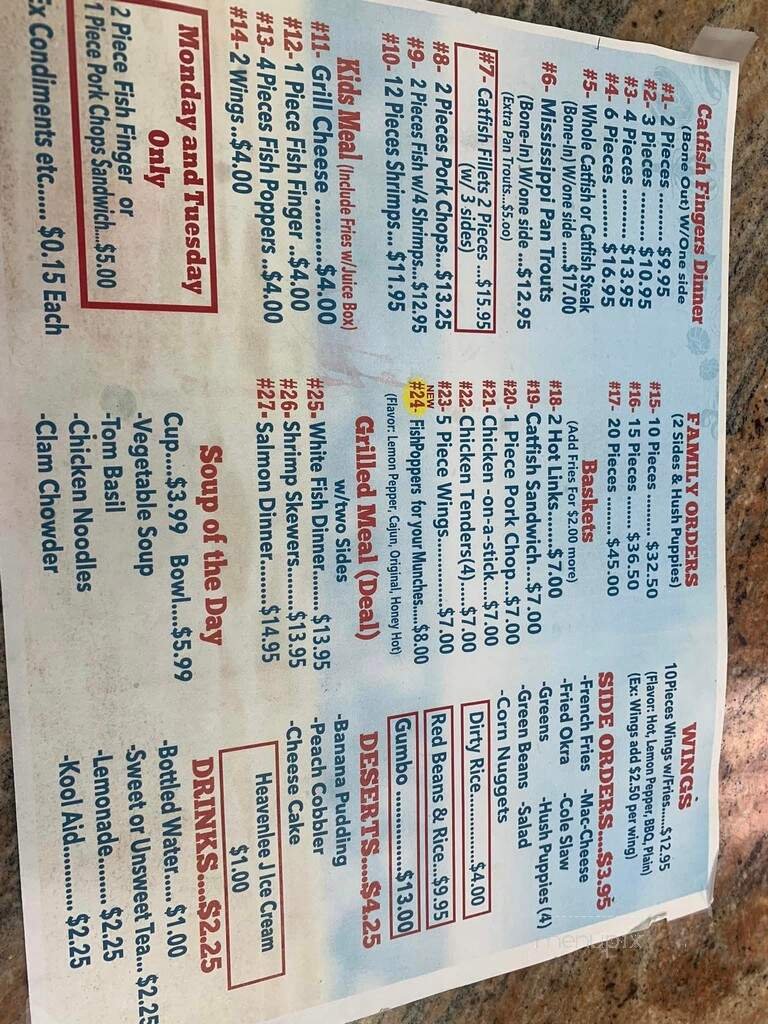 Catfish Fingers Dinner
(Bone Out) W/One side
#1- 2 Pieces .......... $9.95
#2- 3 Pieces .......... $10.95
#3- 4 Pieces .......... $13.95
#4- 6 Pieces .......... $16.95
#5- Whole Catfish or Catfish Steak
(Bone-In) W/one side .....$17.00
#6- Mississippi Pan Trouts
(Bone-In) W/one side ...$12.95
(Extra Pan Trouts....$5.00)
#7- Catfish Fillets 2 Pieces ...$15.95
(w/ 3 sides)
#8- 2 Pieces Pork Chops...$13.25
#9- 2 Pieces Fish w/4 Shrimps...$12.95
#10- 12 Pieces Shrimps... $11.95
Kids Meal (Include Fries w/Juice Box)
#11- Grill Cheese ..........$4.00
#12- 1 Piece Fish Finger ..$4.00
#13- 4Pieces Fish Poppers ..$4.00
#14- 2 Wings ..$4.00
Monday and Tuesday
Only
2 Piece Fish Finger or
1 Piece Pork Chops Sandwich....$5.00
Ex Condiments etc...... $0.15 Each
FAMILY ORDERS
(2 Sides & Hush Puppies)
#15- 10 Pieces .......... $32.50
#16- 15 Pieces ........ $36.50
#17- 20 Pieces ........ $45.00
Baskets
(Add Fries For $2.00 more)
#18- 2 Hot Links........$7.00
#19- Catfish Sandwich....$7.00
#20- 1 Piece Pork Chop ...$7.00
#21- Chicken -on-a-stick....$7.00
#22- Chicken Tenders(4)....$7.00
#23- 5 Piece Wings...............$7.00
NEW
#24- FishPoppers for your Munches......$8.00
(Flavor: Lemon Pepper, Cajun, Original, Honey Hot)
Grilled Meal (Deal)
w/two Sides
#25- White Fish Dinner......... $13.95
#26- Shrimp Skewers..........$13.95
#27- Salmon Dinner.........$14.95
Soup of the Day
Cup....$3.99 Bowl....$5.99
-Vegetable Soup
-Tom Basil
-Chicken Noodles
-Clam Chowder
WINGS
10Pieces Wings w/Fries......$12.95
(Flavor: Hot, Lemon Pepper, BBQ, Plain)
(Ex: Wings add $2.50 per wing)
SIDE ORDERS....$3.95
-French Fries -Mac-Cheese
-Fried Okra -Cole Slaw
-Greens -Hush Puppies (4)
-Green Beans -Salad
-Corn Nuggets
Dirty Rice...............$4.00
Red Beans & Rice...$9.95
Gumbo ...............$13.00
DESERTS....$4.25
-Banana Pudding
-Peach Cobbler
-Cheese Cake
Heavenlee J Ice Cream
$1.00
DRINKS....$2.25
-Bottled Water..... $1.00
-Sweet or Unsweet Tea... $2.25
-Lemonade......... $2.25
-Kool Aid............ $2.25
menupix